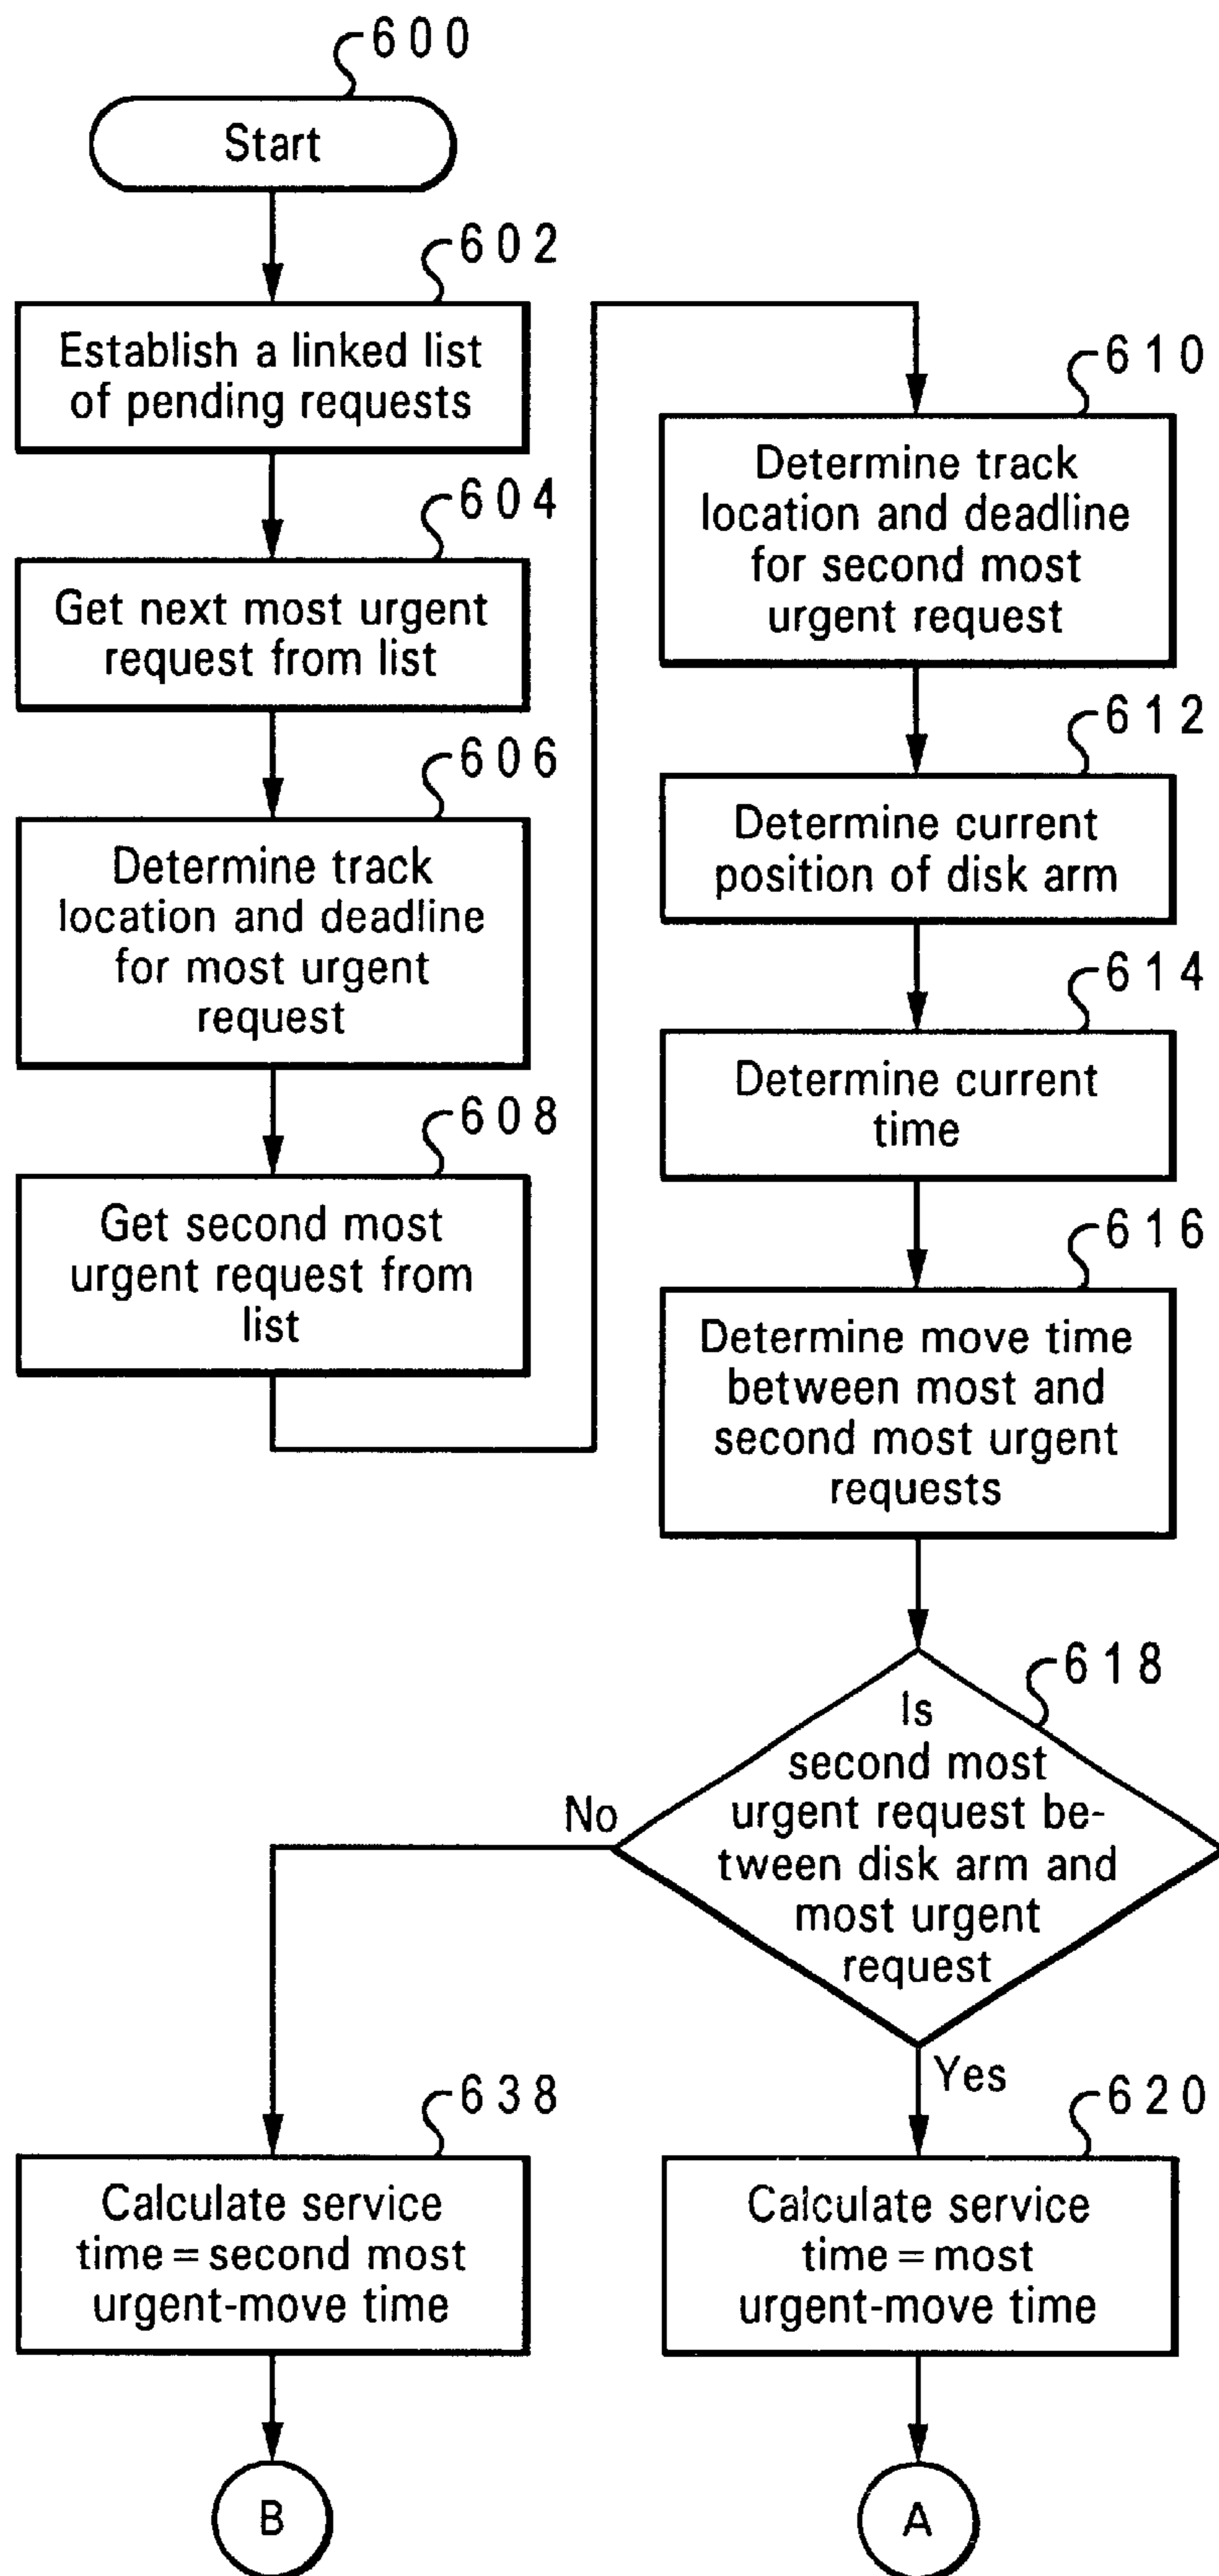 600
Start
602
Establish a linked list
of pending requests
604
Get next most urgent
request from list
606
Determine track
location and deadline
for most urgent
request
608
Get second most
urgent request from
list
610
Determine track
location and deadline
for second most
urgent request
612
Determine current
position of disk arm
614
Determine current
time
616
Determine move time
between most and
second most urgent
requests
618
Is
second most
urgent request be-
tween disk arm and
most urgent
request
No
Yes
638
Calculate service
time=second most
urgent-move time
B
620
Calculate service
time=most
urgent-move time
A